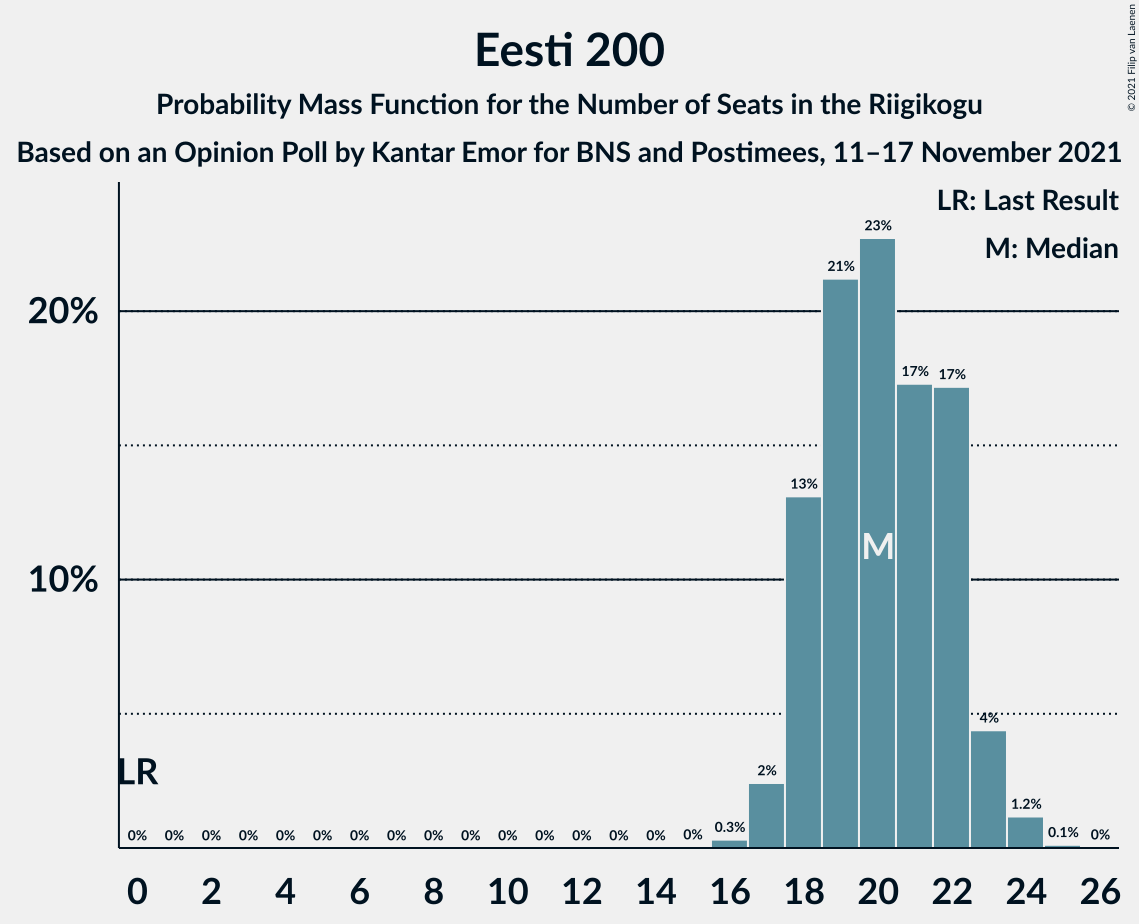 Eesti 200
Probability Mass Function for the Number of Seats in the Riigikogu
Based on an Opinion Poll by Kantar Emor for BNS and Postimees, 11–17 November 2021
© 2021 Filip van Laenen
LR: Last Result
M: Median
23%
21%
20%
17% 17%
13%
M
10%
4%
LR
2%
1.2%
0% 0% 0% 0% 0% 0% 0% 0% 0% 0% 0% 0% 0% 0% 0% 0% 0.3% 0.1% 0%
0 2 4 6 8 10 12 14 16 18 20 22 24 26